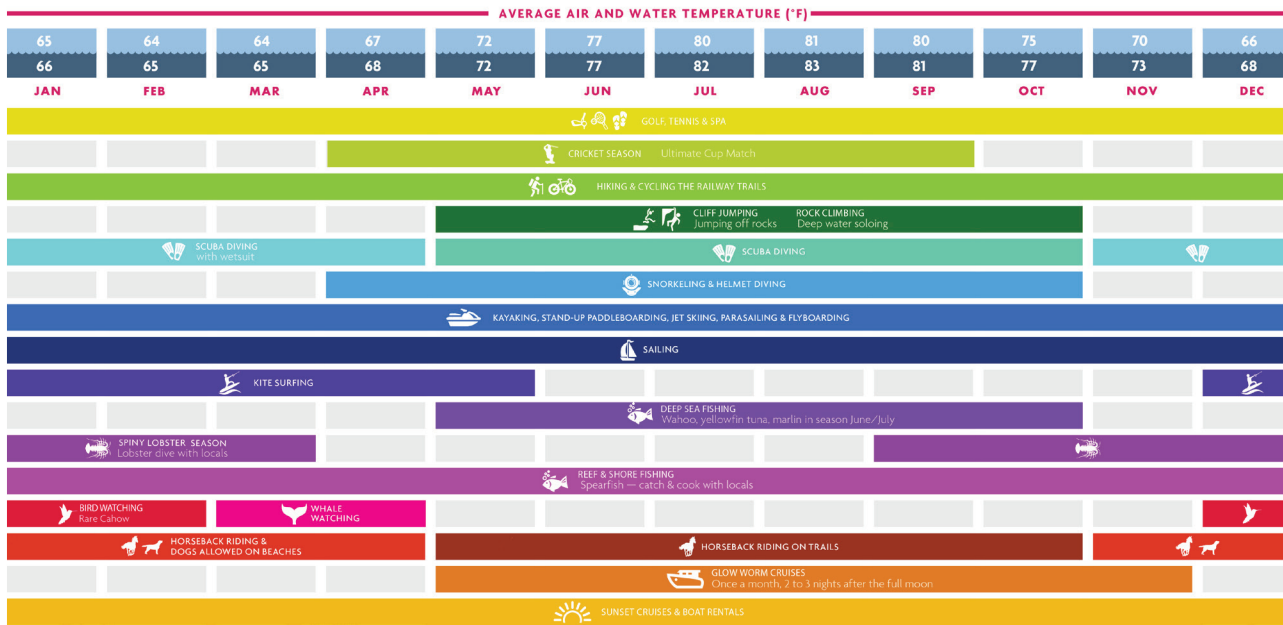 AVERAGE AIR AND WATER TEMPERATURE (°F)
65 64 64 67 72 77 80 81 80 75 70 66
66 65 65 68 72 77 82 83 81 77 73 68
JAN FEB MAR APR MAY JUN JUL AUG SEP OCT NOV DEC
GOLF, TENNIS & SPA
CRICKET SEASON Ultimate Cup Match
HIKING & CYCLING THE RAILWAY TRAILS
CLIFF JUMPING
Jumping off rocks
ROCK CLIMBING
Deep water soloing
SCUBA DIVING
with wetsuit
SCUBA DIVING
SNORKELING & HELMET DIVING
KAYAKING, STAND-UP PADDLEBOARDING, JET SKIING, PARASAILING & FLYBOARDING
SAILING
KITE SURFING
DEEP SEA FISHING
Wahoo, yellowfin tuna, marlin in season June/July
SPINY LOBSTER SEASON
Lobster dive with locals
REEF & SHORE FISHING
Spearfish — catch & cook with locals
BIRD WATCHING
Rare Cahow
WHALE
WATCHING
HORSEBACK RIDING &
DOGS ALLOWED ON BEACHES
HORSEBACK RIDING ON TRAILS
GLOW WORM CRUISES
Once a month, 2 to 3 nights after the full moon
SUNSET CRUISES & BOAT RENTALS